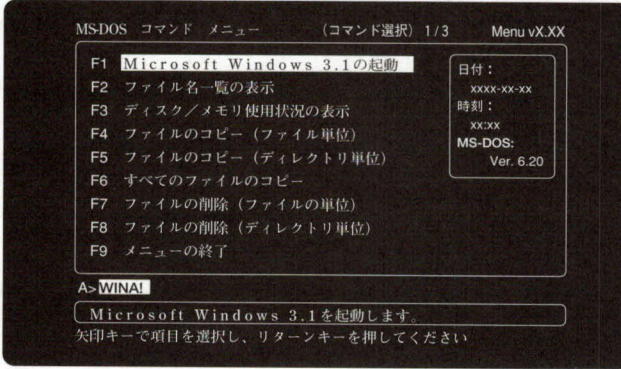 MS-DOS コマンド メニュー （コマンド選択） 1/3 Menu vX.XX
F1 Microsoft Windows 3.1の起動
F2 ファイル名一覧の表示
F3 ディスク／メモリ使用状況の表示
F4 ファイルのコピー（ファイル単位）
F5 ファイルのコピー（ディレクトリ単位）
F6 すべてのファイルのコピー
F7 ファイルの削除（ファイルの単位）
F8 ファイルの削除（ディレクトリ単位）
F9 メニューの終了
日付：
xxxx-xx-xx
時刻：
xx:xx
MS-DOS:
Ver. 6.20
A>WINA!
Microsoft Windows 3.1を起動します。
矢印キーで項目を選択し、リターンキーを押してください